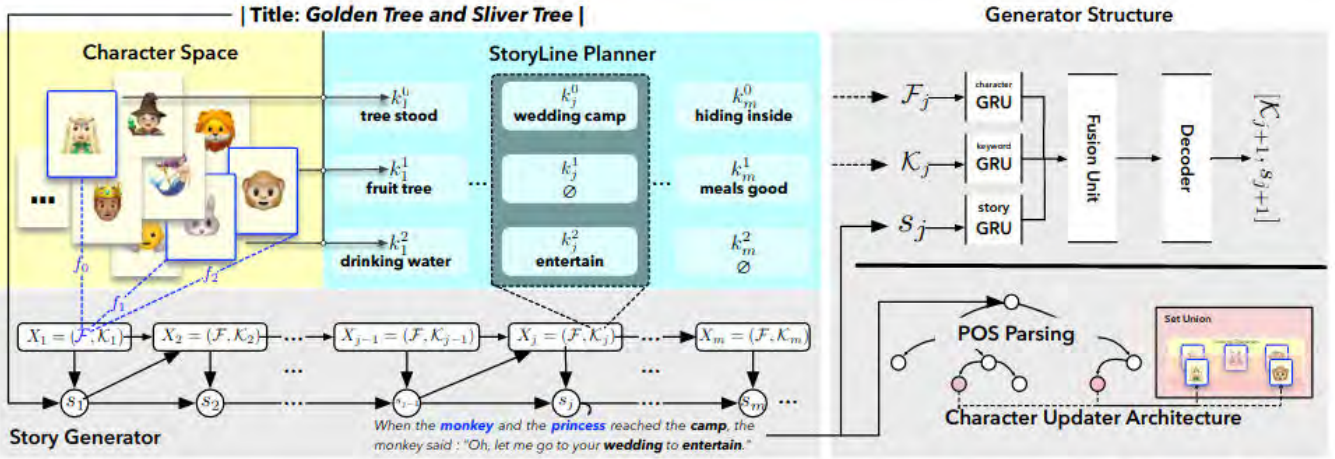 | Title: Golden Tree and Sliver Tree |
Generator Structure
Character Space
StoryLine Planner
k_j^0
tree stood
k_j^0
wedding camp
k_m^0
hiding inside
k_1^1
fruit tree
...
k_j^1
∅
...
k_m^1
meals good
k_1^2
drinking water
k_j^2
entertain
k_m^2
∅
...
f_0
f_1
f_2
F_j
character
GRU
K_j
keyword
GRU
s_j
story
GRU
Fusion Unit
Decoder
[K_{j+1}, s_{j+1}]
X_1 = (F, K_1)
X_2 = (F, K_2)
...
X_{j-1} = (F, K_{j-1})
X_j = (F, K_j)
...
X_m = (F, K_m)
...
...
s_1
s_2
...
s_{j-1}
s_j
...
s_m
...
Story Generator
When the monkey and the princess reached the camp, the
monkey said : "Oh, let me go to your wedding to entertain."
POS Parsing
Set Union
Character Updater Architecture